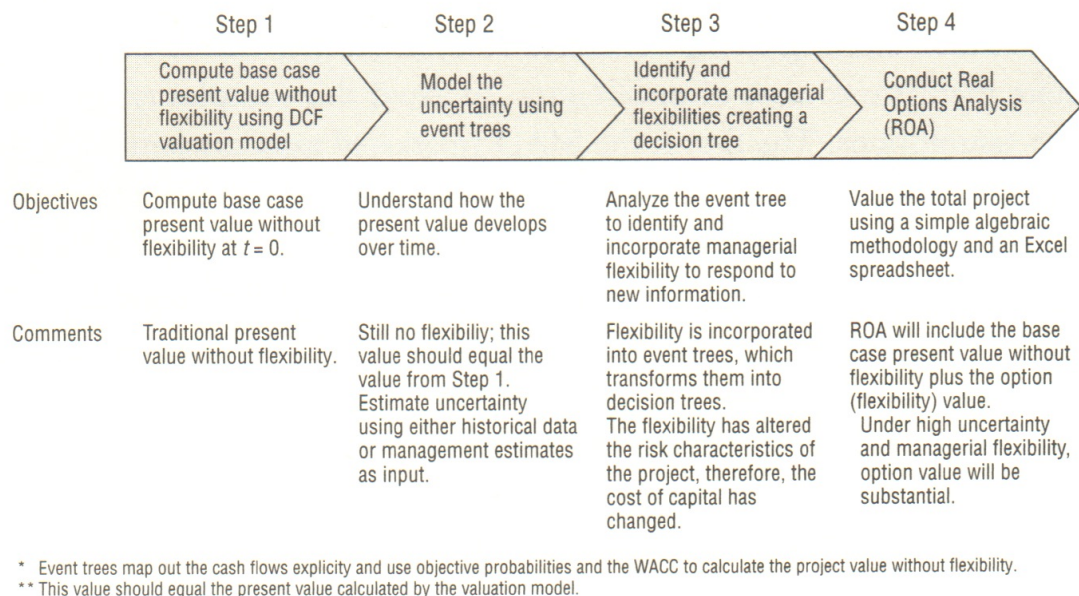 Step 1
Step 2
Step 3
Step 4
Compute base case
present value without
flexibility using DCF
valuation model
Model the
uncertainty using
event trees
Identify and
incorporate managerial
flexibilities creating a
decision tree
Conduct Real
Options Analysis
(ROA)
Objectives
Compute base case
present value without
flexibility at t = 0.
Understand how the
present value develops
over time.
Analyze the event tree
to identify and
incorporate managerial
flexibility to respond to
new information.
Value the total project
using a simple algebraic
methodology and an Excel
spreadsheet.
Comments
Traditional present
value without flexibility.
Still no flexibiliy; this
value should equal the
value from Step 1.
Estimate uncertainty
using either historical data
or management estimates
as input.
Flexibility is incorporated
into event trees, which
transforms them into
decision trees.
The flexibility has altered
the risk characteristics of
the project, therefore, the
cost of capital has
changed.
ROA will include the base
case present value without
flexibility plus the option
(flexibility) value.
Under high uncertainty
and managerial flexibility,
option value will be
substantial.
* Event trees map out the cash flows explicity and use objective probabilities and the WACC to calculate the project value without flexibility.
** This value should equal the present value calculated by the valuation model.